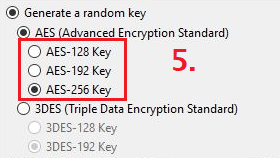 Generate a random key
AES (Advanced Encryption Standard)
AES-128 Key
AES-192 Key
AES-256 Key
5.
3DES (Triple Data Encryption Standard)
3DES-128 Key
3DES-192 Key